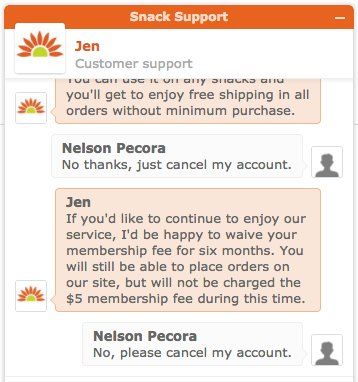 Snack Support
Jen
Customer support
You can use it on any snacks and
you'll get to enjoy free shipping in all
orders without minimum purchase.
Nelson Pecora
No thanks, just cancel my account.
Jen
If you'd like to continue to enjoy our
service, I'd be happy to waive your
membership fee for six months. You
will still be able to place orders on
our site, but will not be charged the
$5 membership fee during this time.
Nelson Pecora
No, please cancel my account.